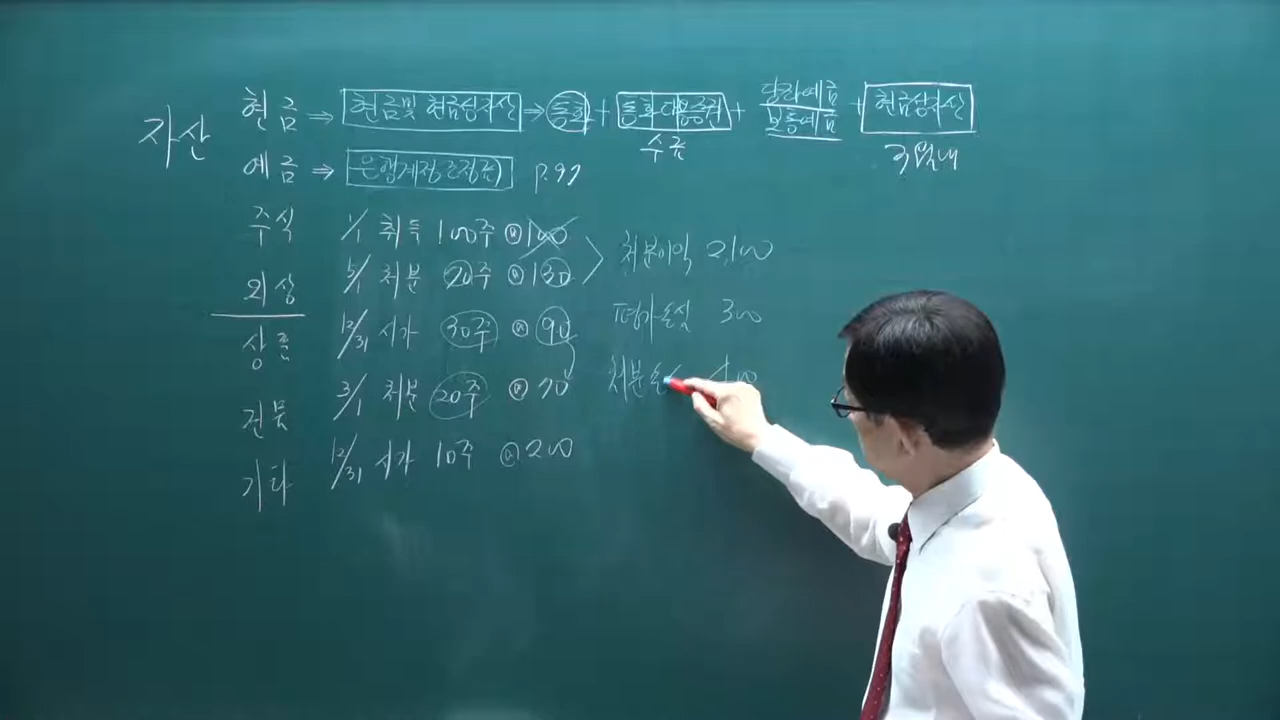 자산
현금 ⇒ 현금및 현금성자산 ⇒ 통화 + 통화대용증권 + 당좌예금 보통예금 + 현금성자산
수표 3월내
예금 ⇒ 은행계정조정표) p.92
주식 1/1 취득 100주 @100
5/1 처분 20주 @130 처분이익 2,100
외상
12/31 시가 30주 @90 평가손실 300
상품
3/1 처분 20주 @70 처분손 400
건물
12/31 시가 10주 @200
기타